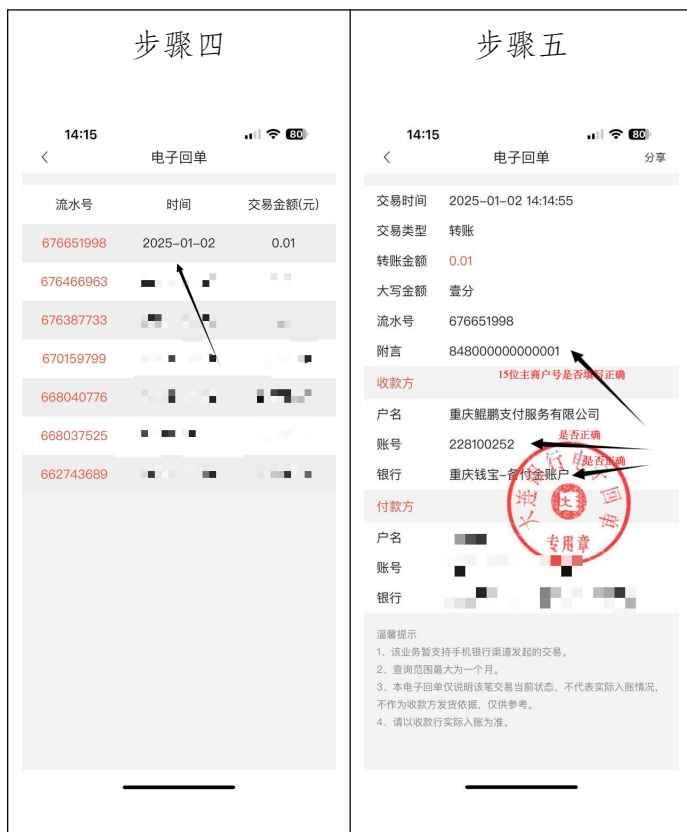 步骤四
14:15
80
电子回单
流水号 时间 交易金额(元)
676651998 2025-01-02 0.01
676466963
676387733
670159799
668040776
668037525
662743689
步骤五
14:15
80
电子回单 分享
交易时间 2025-01-02 14:14:55
交易类型 转账
转账金额 0.01
大写金额 壹分
流水号 676651998
附言 848000000000001
15位主商户号是否填写正确
收款方
户名 重庆鲲鹏支付服务有限公司
是否正确
账号 228100252
是否正确
银行 重庆钱宝-备付金账户
大连银行电子回单
专用章
付款方
户名
账号
银行
温馨提示
1、该业务暂支持手机银行渠道发起的交易。
2、查询范围最大为一个月。
3、本电子回单仅说明该笔交易当前状态，不代表实际入账情况，
不作为收款方发货依据，仅供参考。
4、请以收款行实际入账为准。